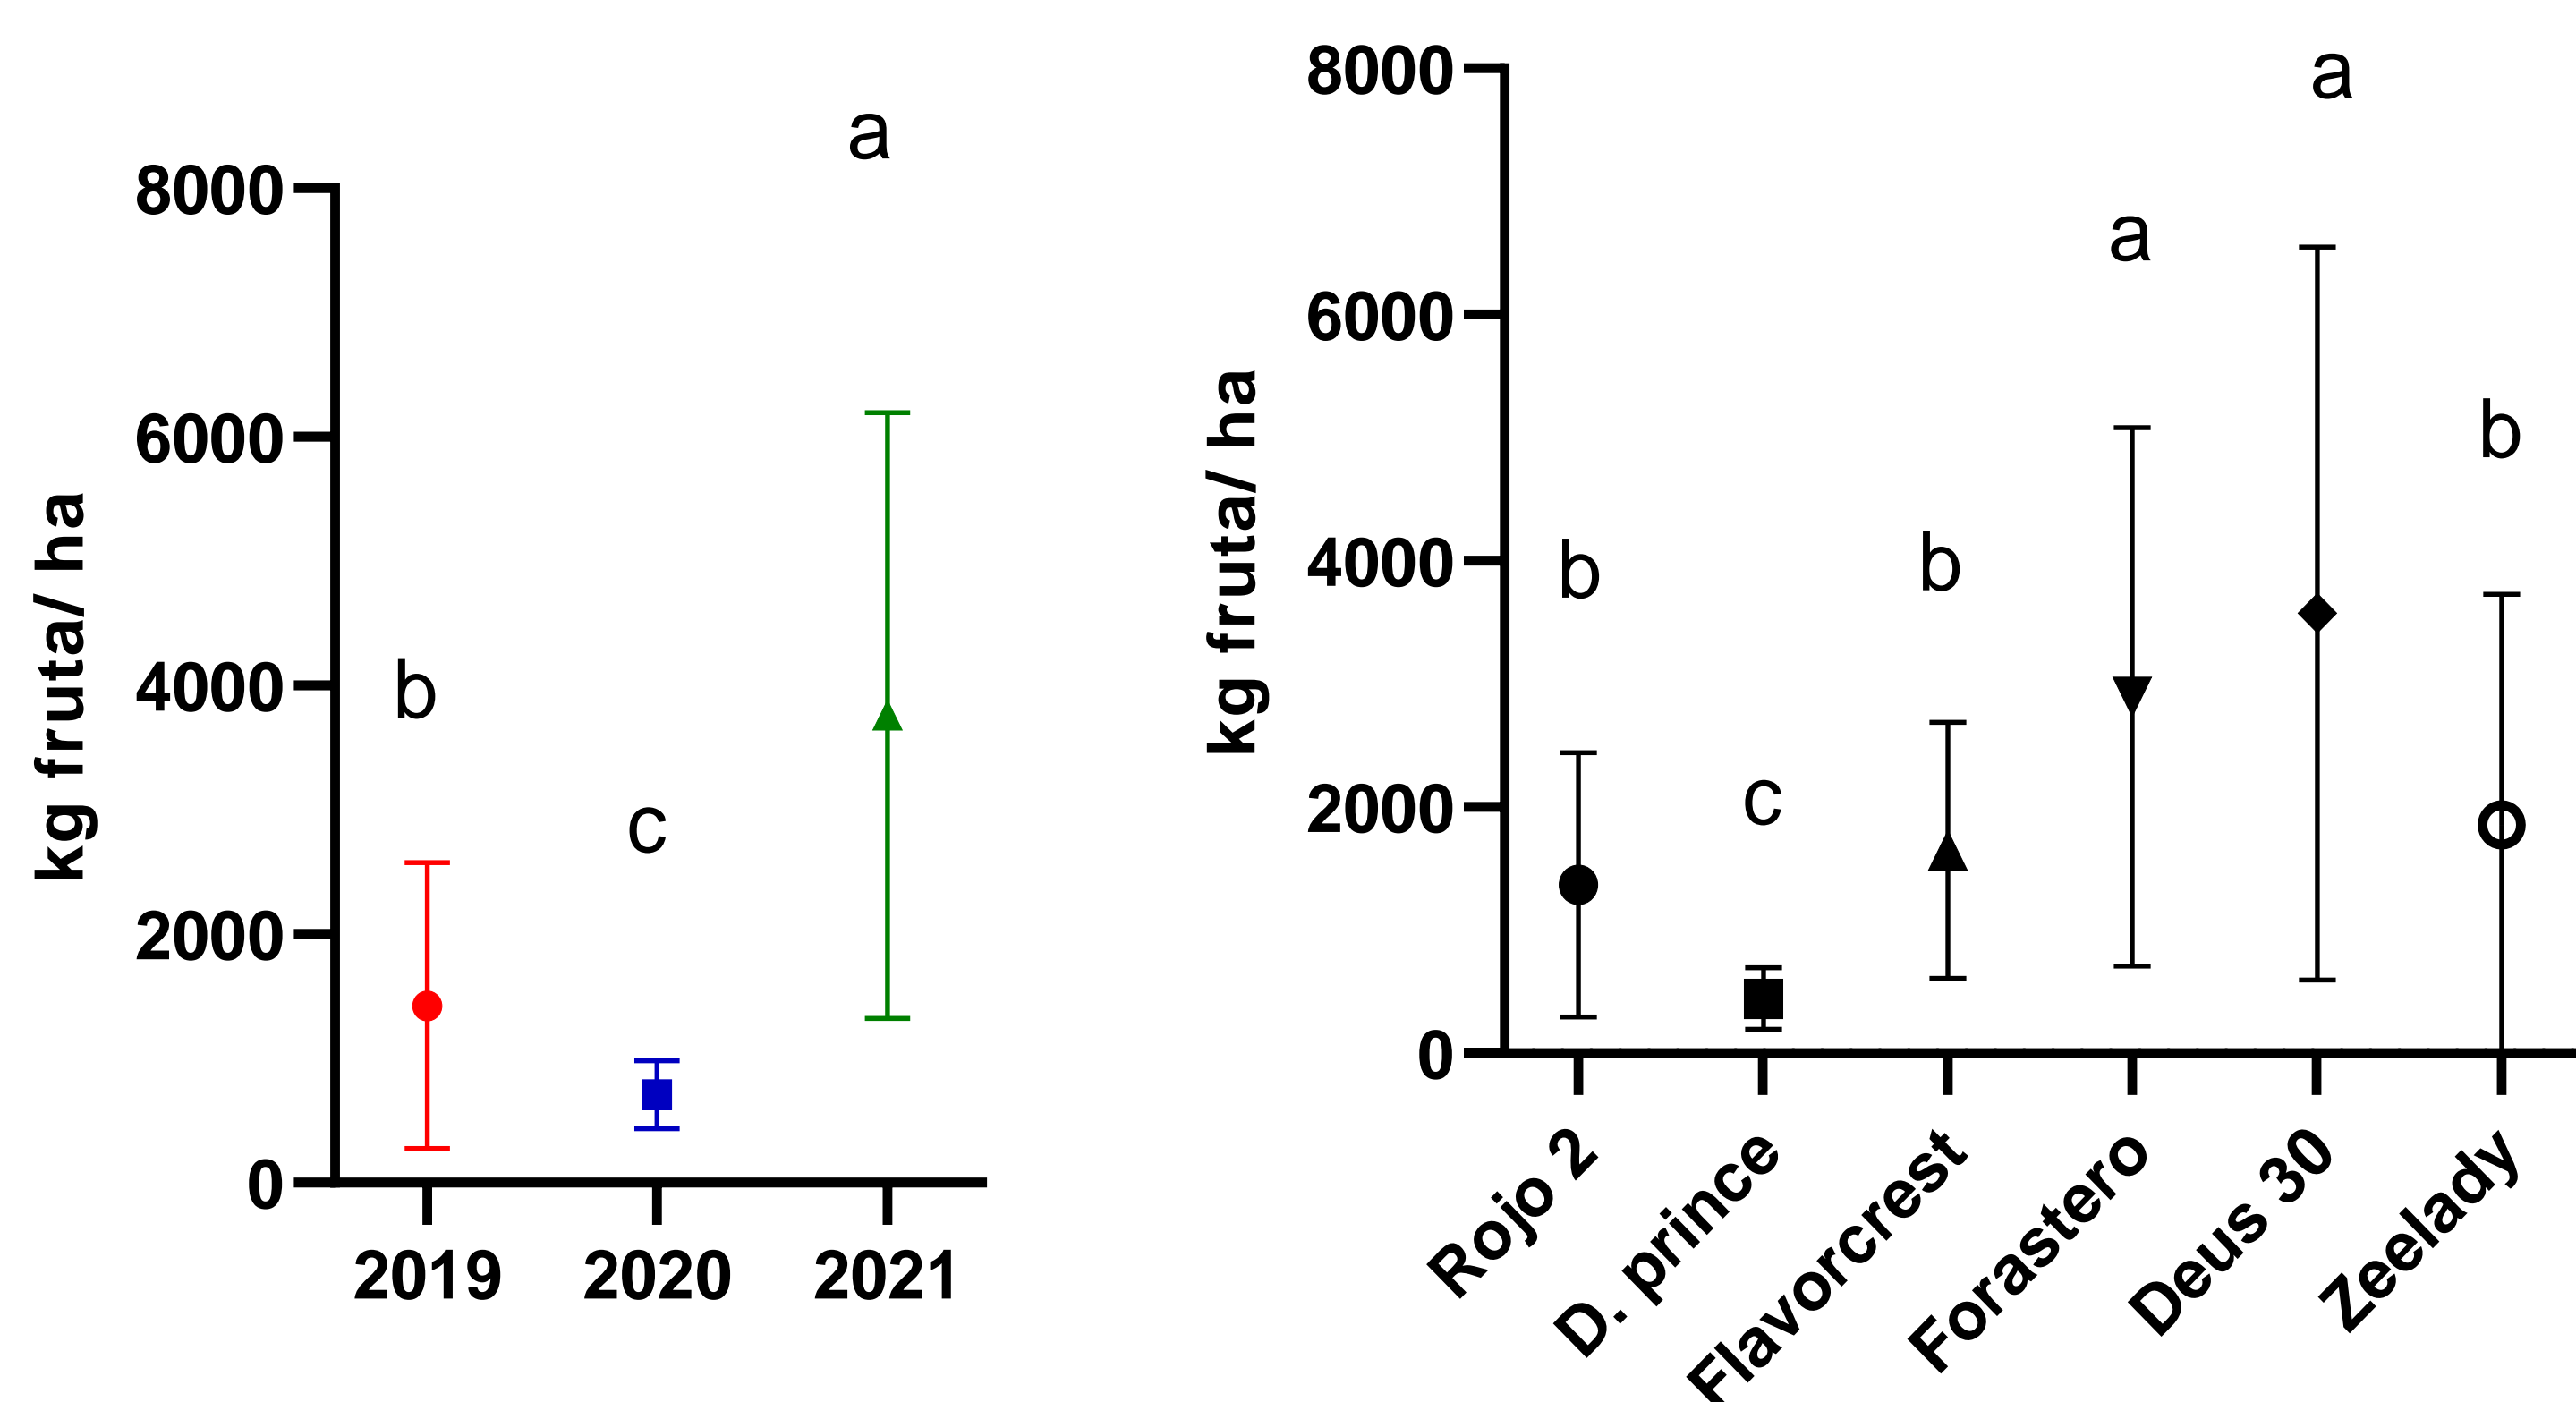 kg fruta/ ha
8000
6000
4000
2000
0
b
c
a
2019
2020
2021
kg fruta/ ha
8000
6000
4000
2000
0
b
c
b
a
a
b
Rojo 2
D. prince
Flavorcrest
Forastero
Deus 30
Zeelady